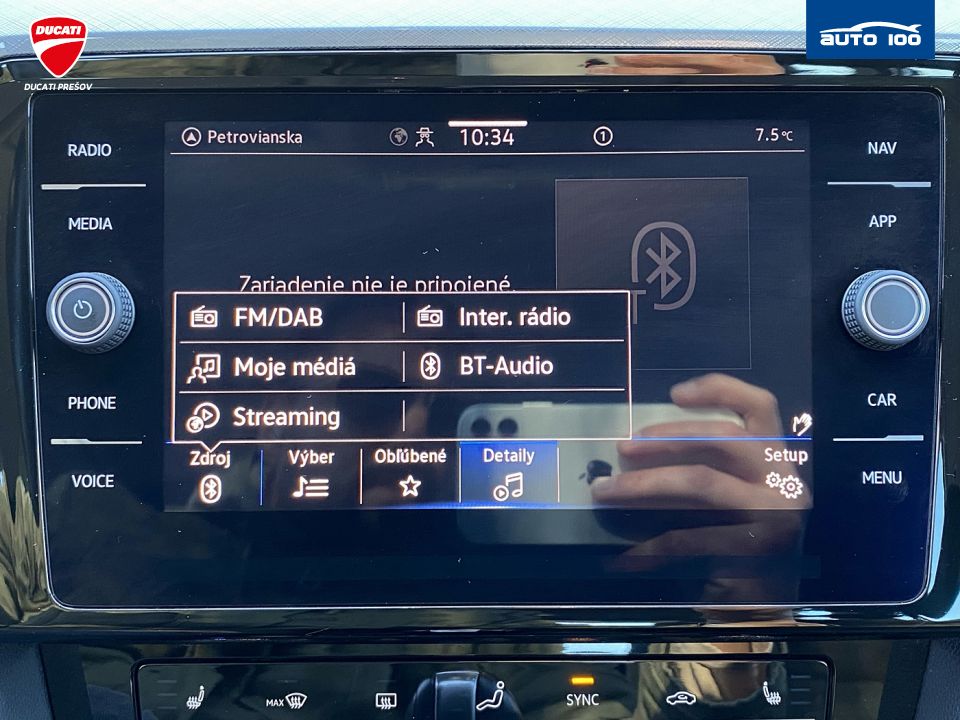 DUCATI
DUCATI PREŠOV
AUTO 100
RADIO
MEDIA
PHONE
VOICE
Petrovianska
10:34
1
7.5°C
Zariadenie nie je pripojené.
FM/DAB
Inter. rádio
Moje médiá
BT-Audio
Streaming
Zdroj
Výber
Obľúbené
Detaily
Setup
NAV
APP
CAR
MENU
MAX
SYNC